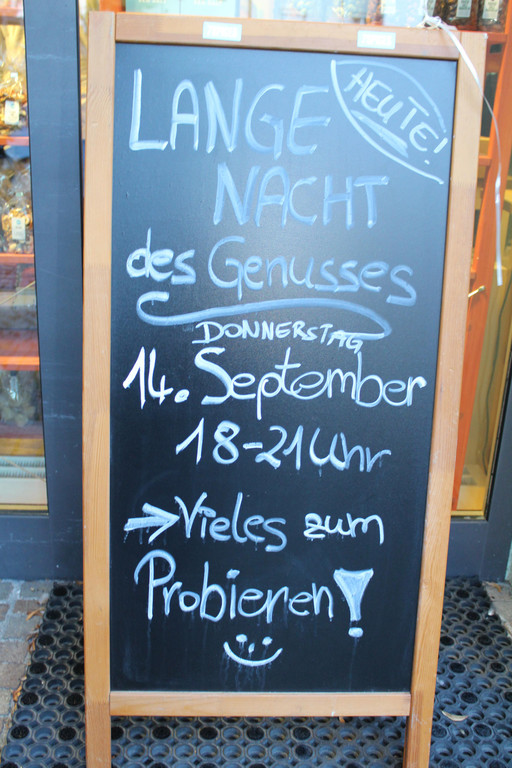 HEUTE!
LANGE
NACHT
des Genusses
DONNERSTAG,
14. September
18-21 Uhr
→ Vieles zum
Probieren!